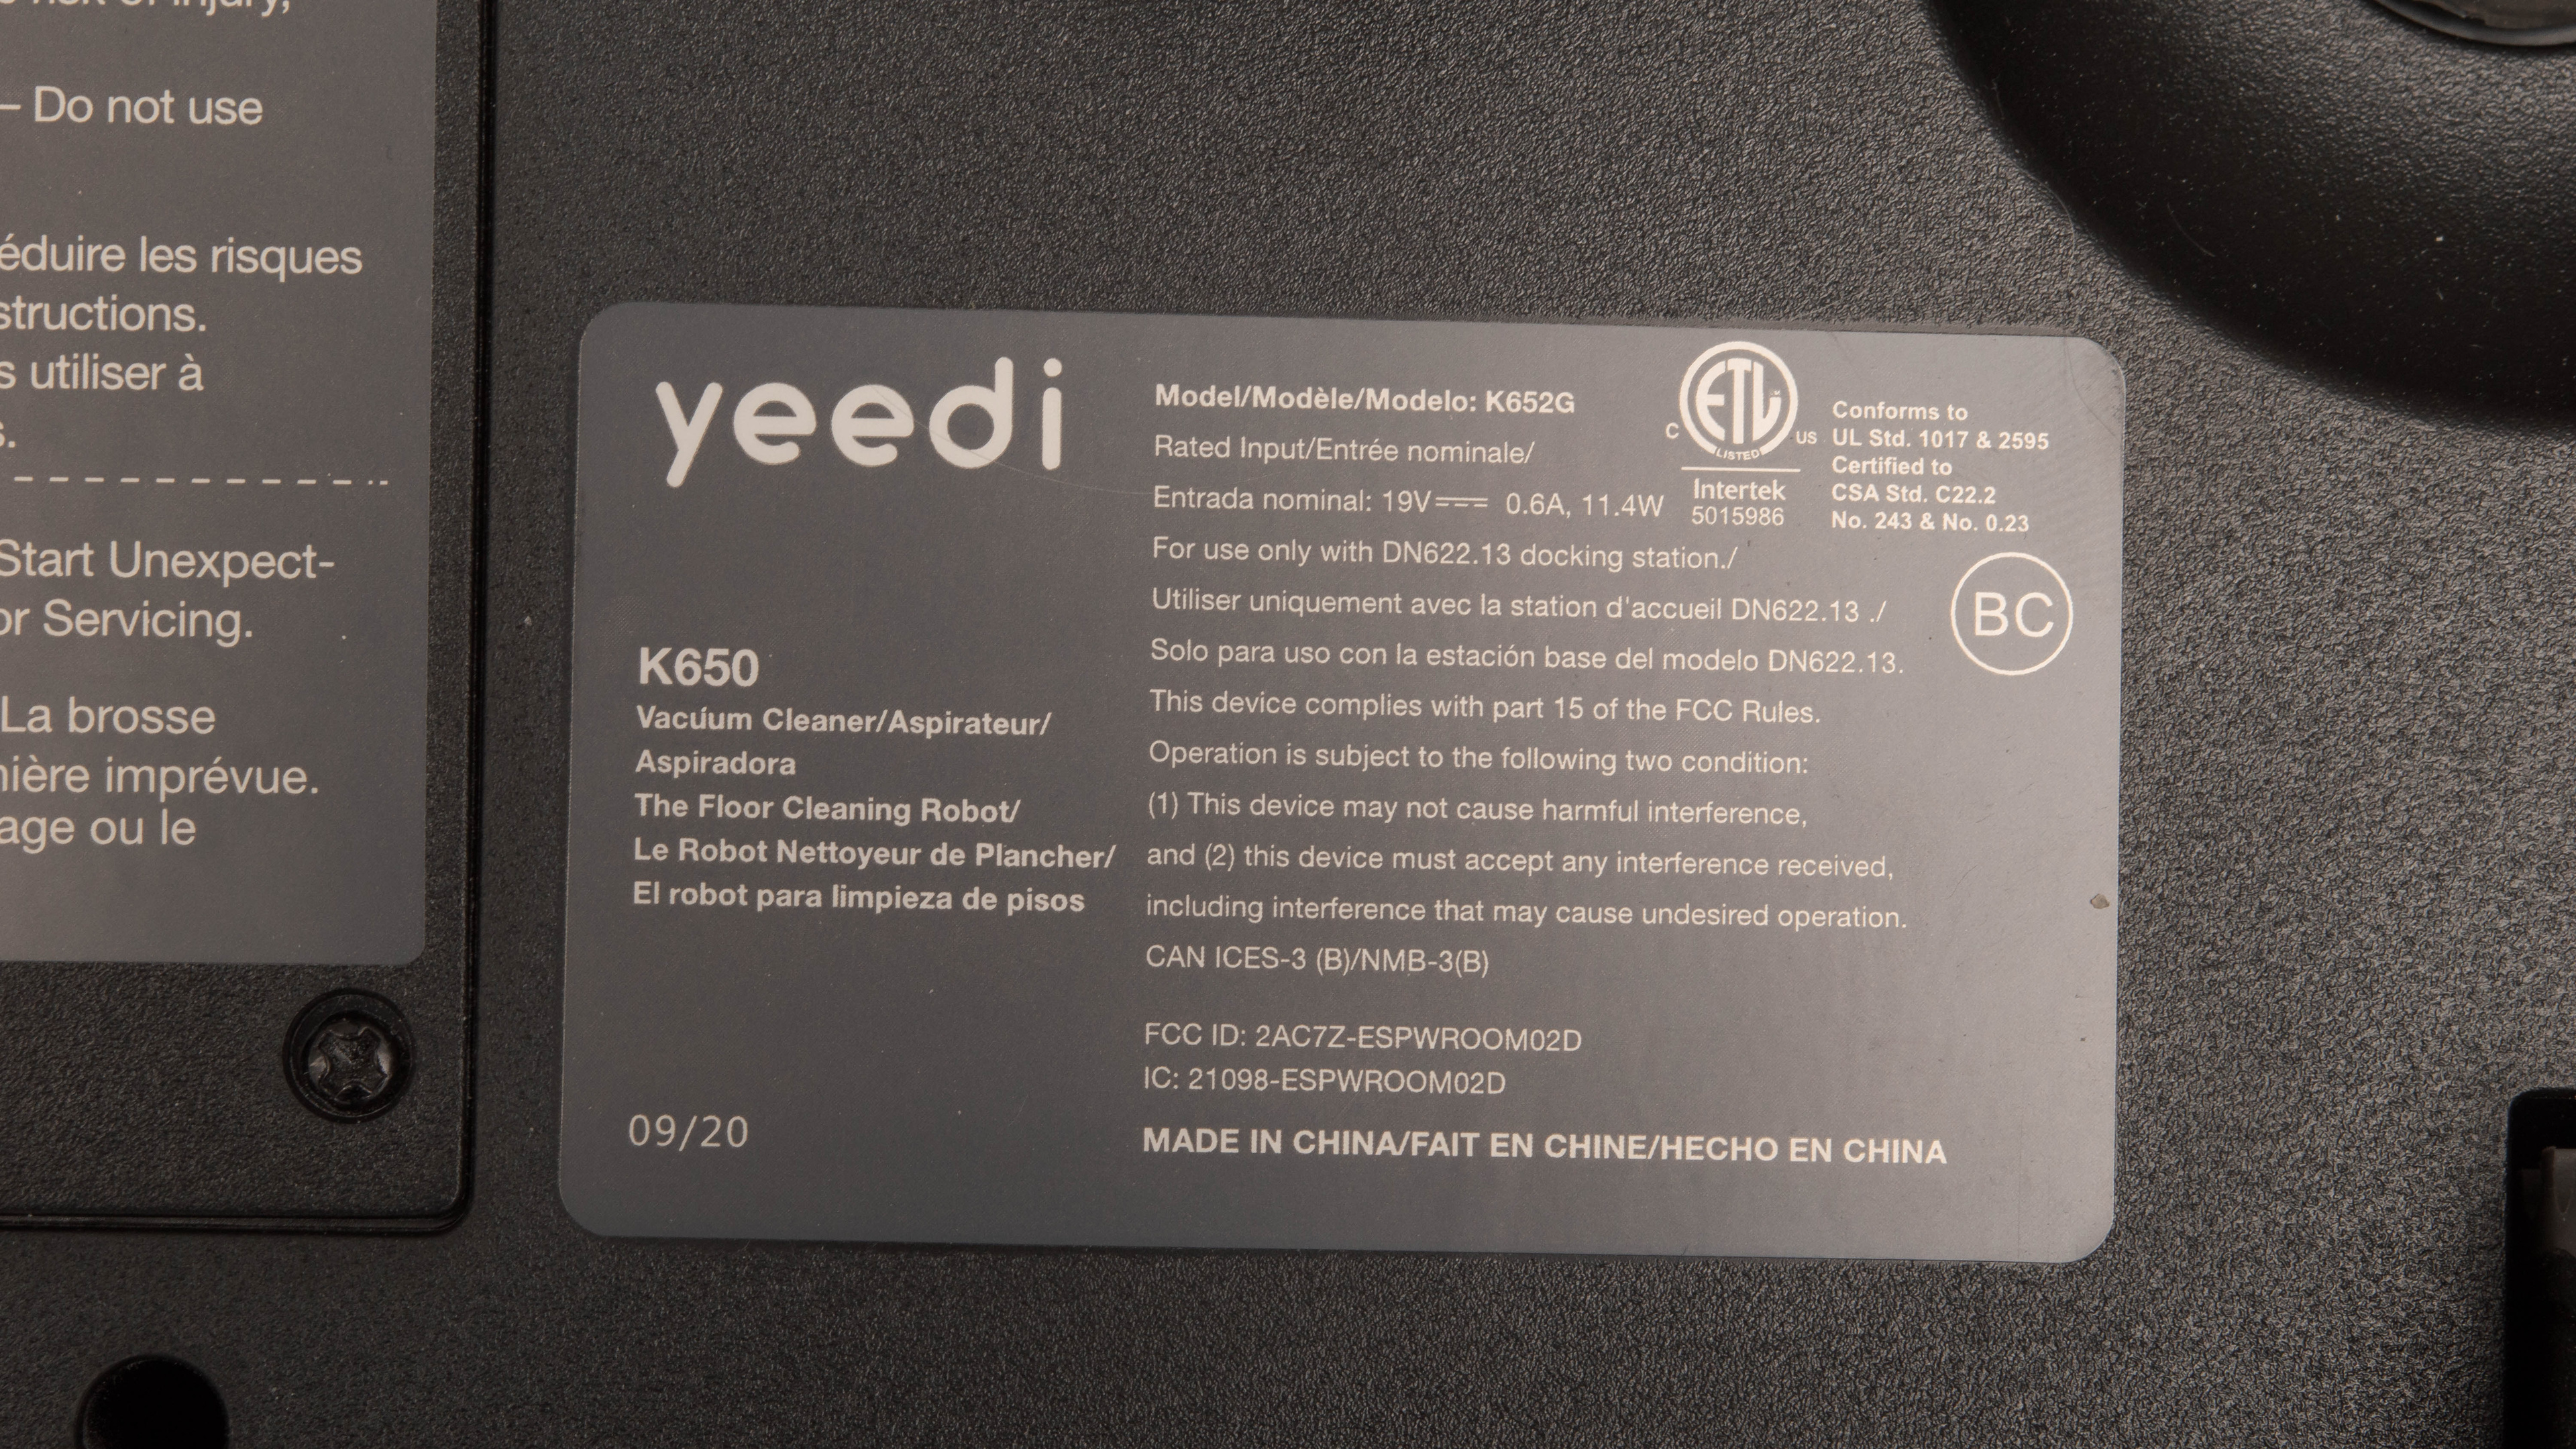 risk of injury,
– Do not use
éduire les risques
structions.
s utiliser à
s.
Start Unexpect-
or Servicing.
La brosse
nière imprévue.
age ou le
yeedi
K650
Vacuum Cleaner/Aspirateur/
Aspiradora
The Floor Cleaning Robot/
Le Robot Nettoyeur de Plancher/
El robot para limpieza de pisos
09/20
Model/Modèle/Modelo: K652G
Rated Input/Entrée nominale/
Entrada nominal: 19V⎓ 0.6A, 11.4W
For use only with DN622.13 docking station./
Utiliser uniquement avec la station d'accueil DN622.13 ./
Solo para uso con la estación base del modelo DN622.13.
This device complies with part 15 of the FCC Rules.
Operation is subject to the following two condition:
(1) This device may not cause harmful interference,
and (2) this device must accept any interference received,
including interference that may cause undesired operation.
CAN ICES-3 (B)/NMB-3(B)
FCC ID: 2AC7Z-ESPWROOM02D
IC: 21098-ESPWROOM02D
MADE IN CHINA/FAIT EN CHINE/HECHO EN CHINA
ETL
C US
LISTED
Intertek
5015986
Conforms to
UL Std. 1017 & 2595
Certified to
CSA Std. C22.2
No. 243 & No. 0.23
BC